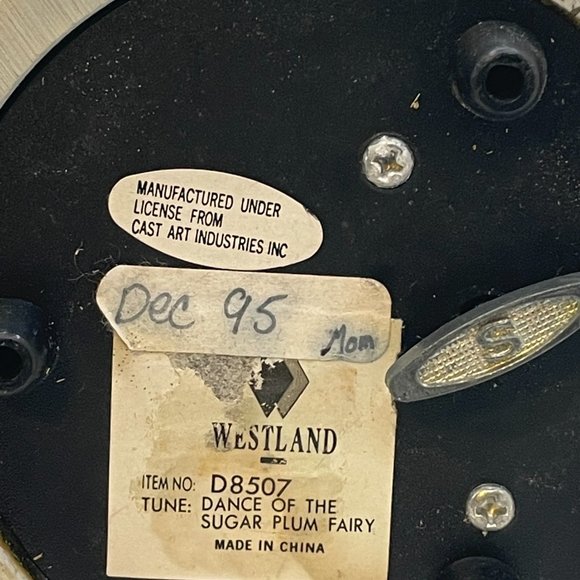 MANUFACTURED UNDER
LICENSE FROM
CAST ART INDUSTRIES INC
Dec 95
Mom
WESTLAND
ITEM NO: D8507
TUNE: DANCE OF THE
SUGAR PLUM FAIRY
MADE IN CHINA
S